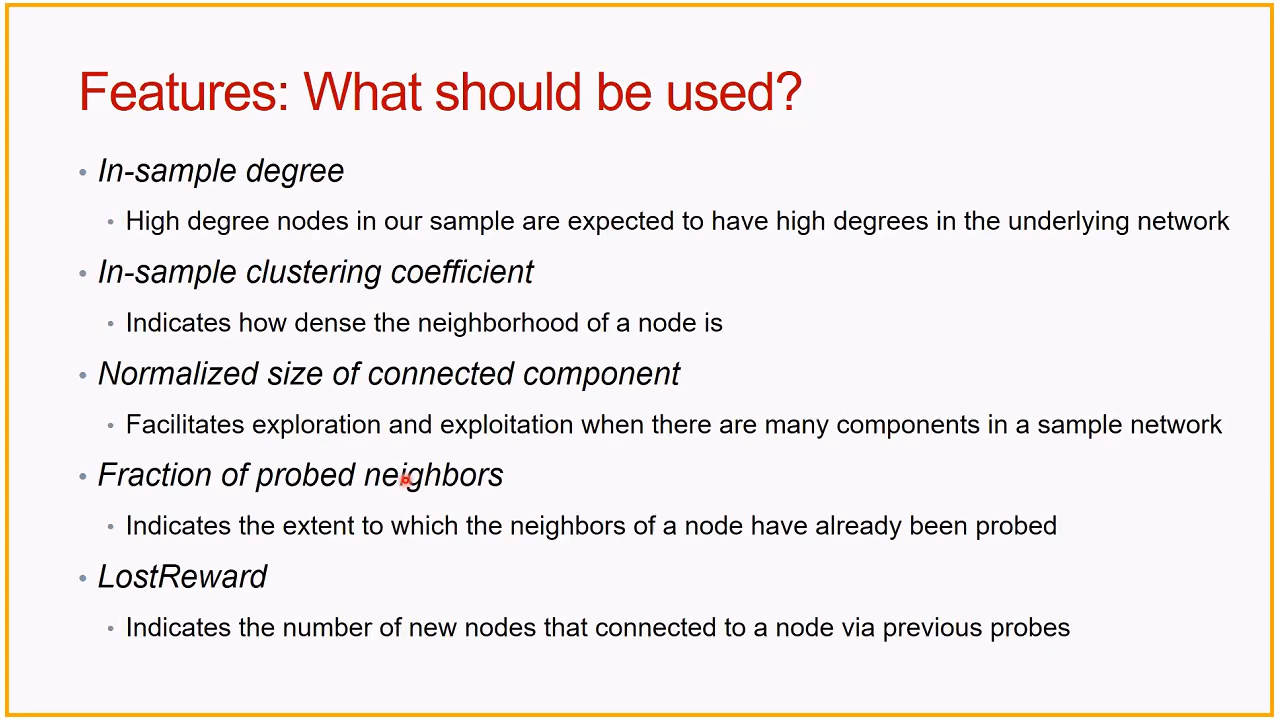 Features: What should be used?
• In-sample degree
• High degree nodes in our sample are expected to have high degrees in the underlying network
• In-sample clustering coefficient
• Indicates how dense the neighborhood of a node is
• Normalized size of connected component
• Facilitates exploration and exploitation when there are many components in a sample network
• Fraction of probed neighbors
• Indicates the extent to which the neighbors of a node have already been probed
• LostReward
• Indicates the number of new nodes that connected to a node via previous probes